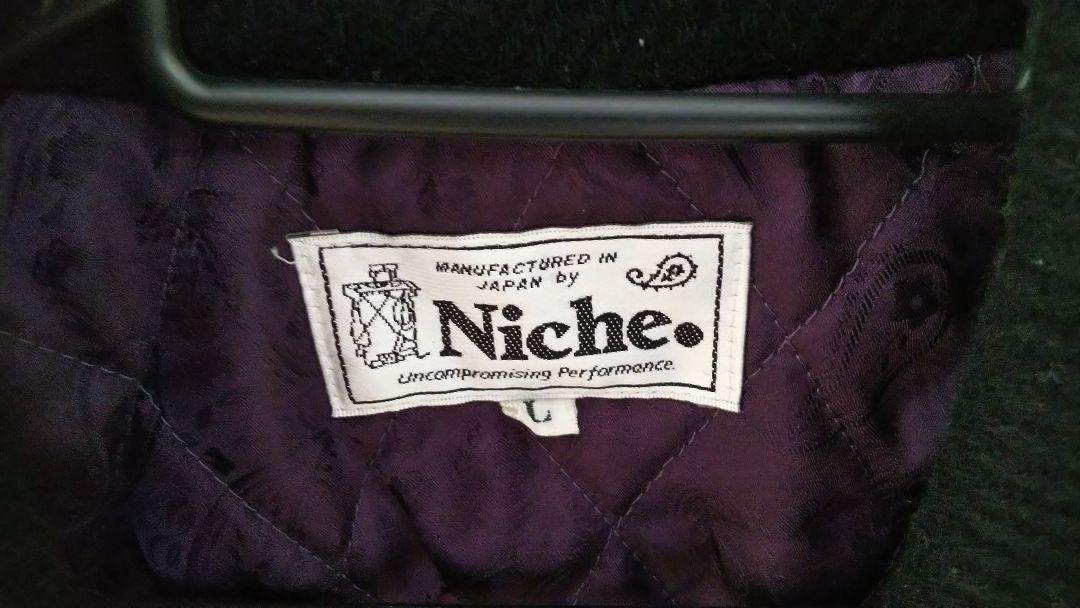 MANUFACTURED IN
JAPAN by
Niche.
Uncompromising Performance.
L